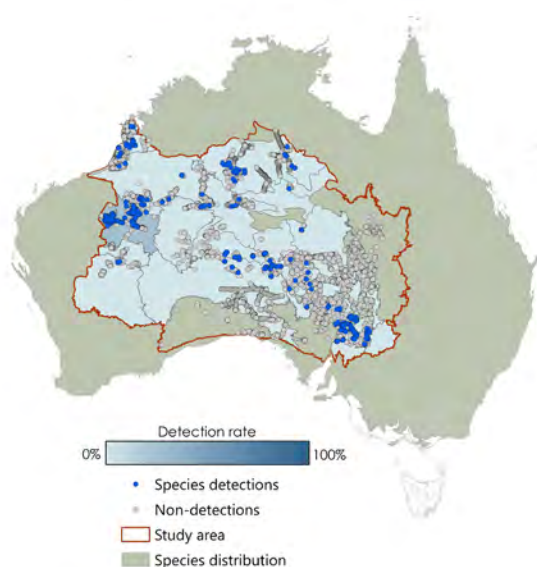 Detection rate
0% 100%
Species detections
Non-detections
Study area
Species distribution